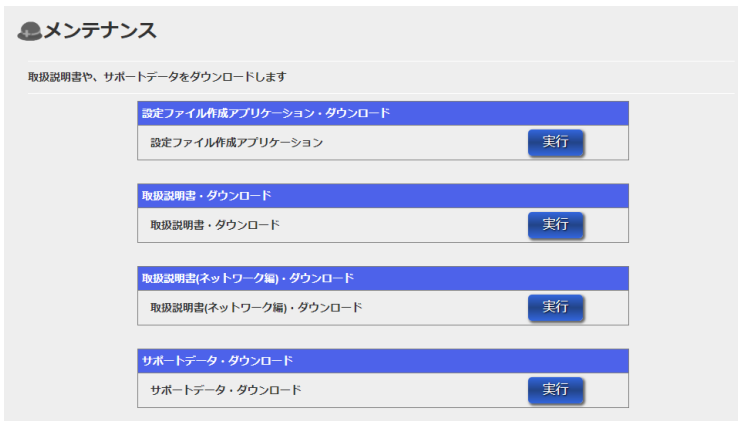 メンテナンス
取扱説明書や、サポートデータをダウンロードします
設定ファイル作成アプリケーション・ダウンロード
設定ファイル作成アプリケーション 実行
取扱説明書・ダウンロード
取扱説明書・ダウンロード 実行
取扱説明書(ネットワーク編)・ダウンロード
取扱説明書(ネットワーク編)・ダウンロード 実行
サポートデータ・ダウンロード
サポートデータ・ダウンロード 実行